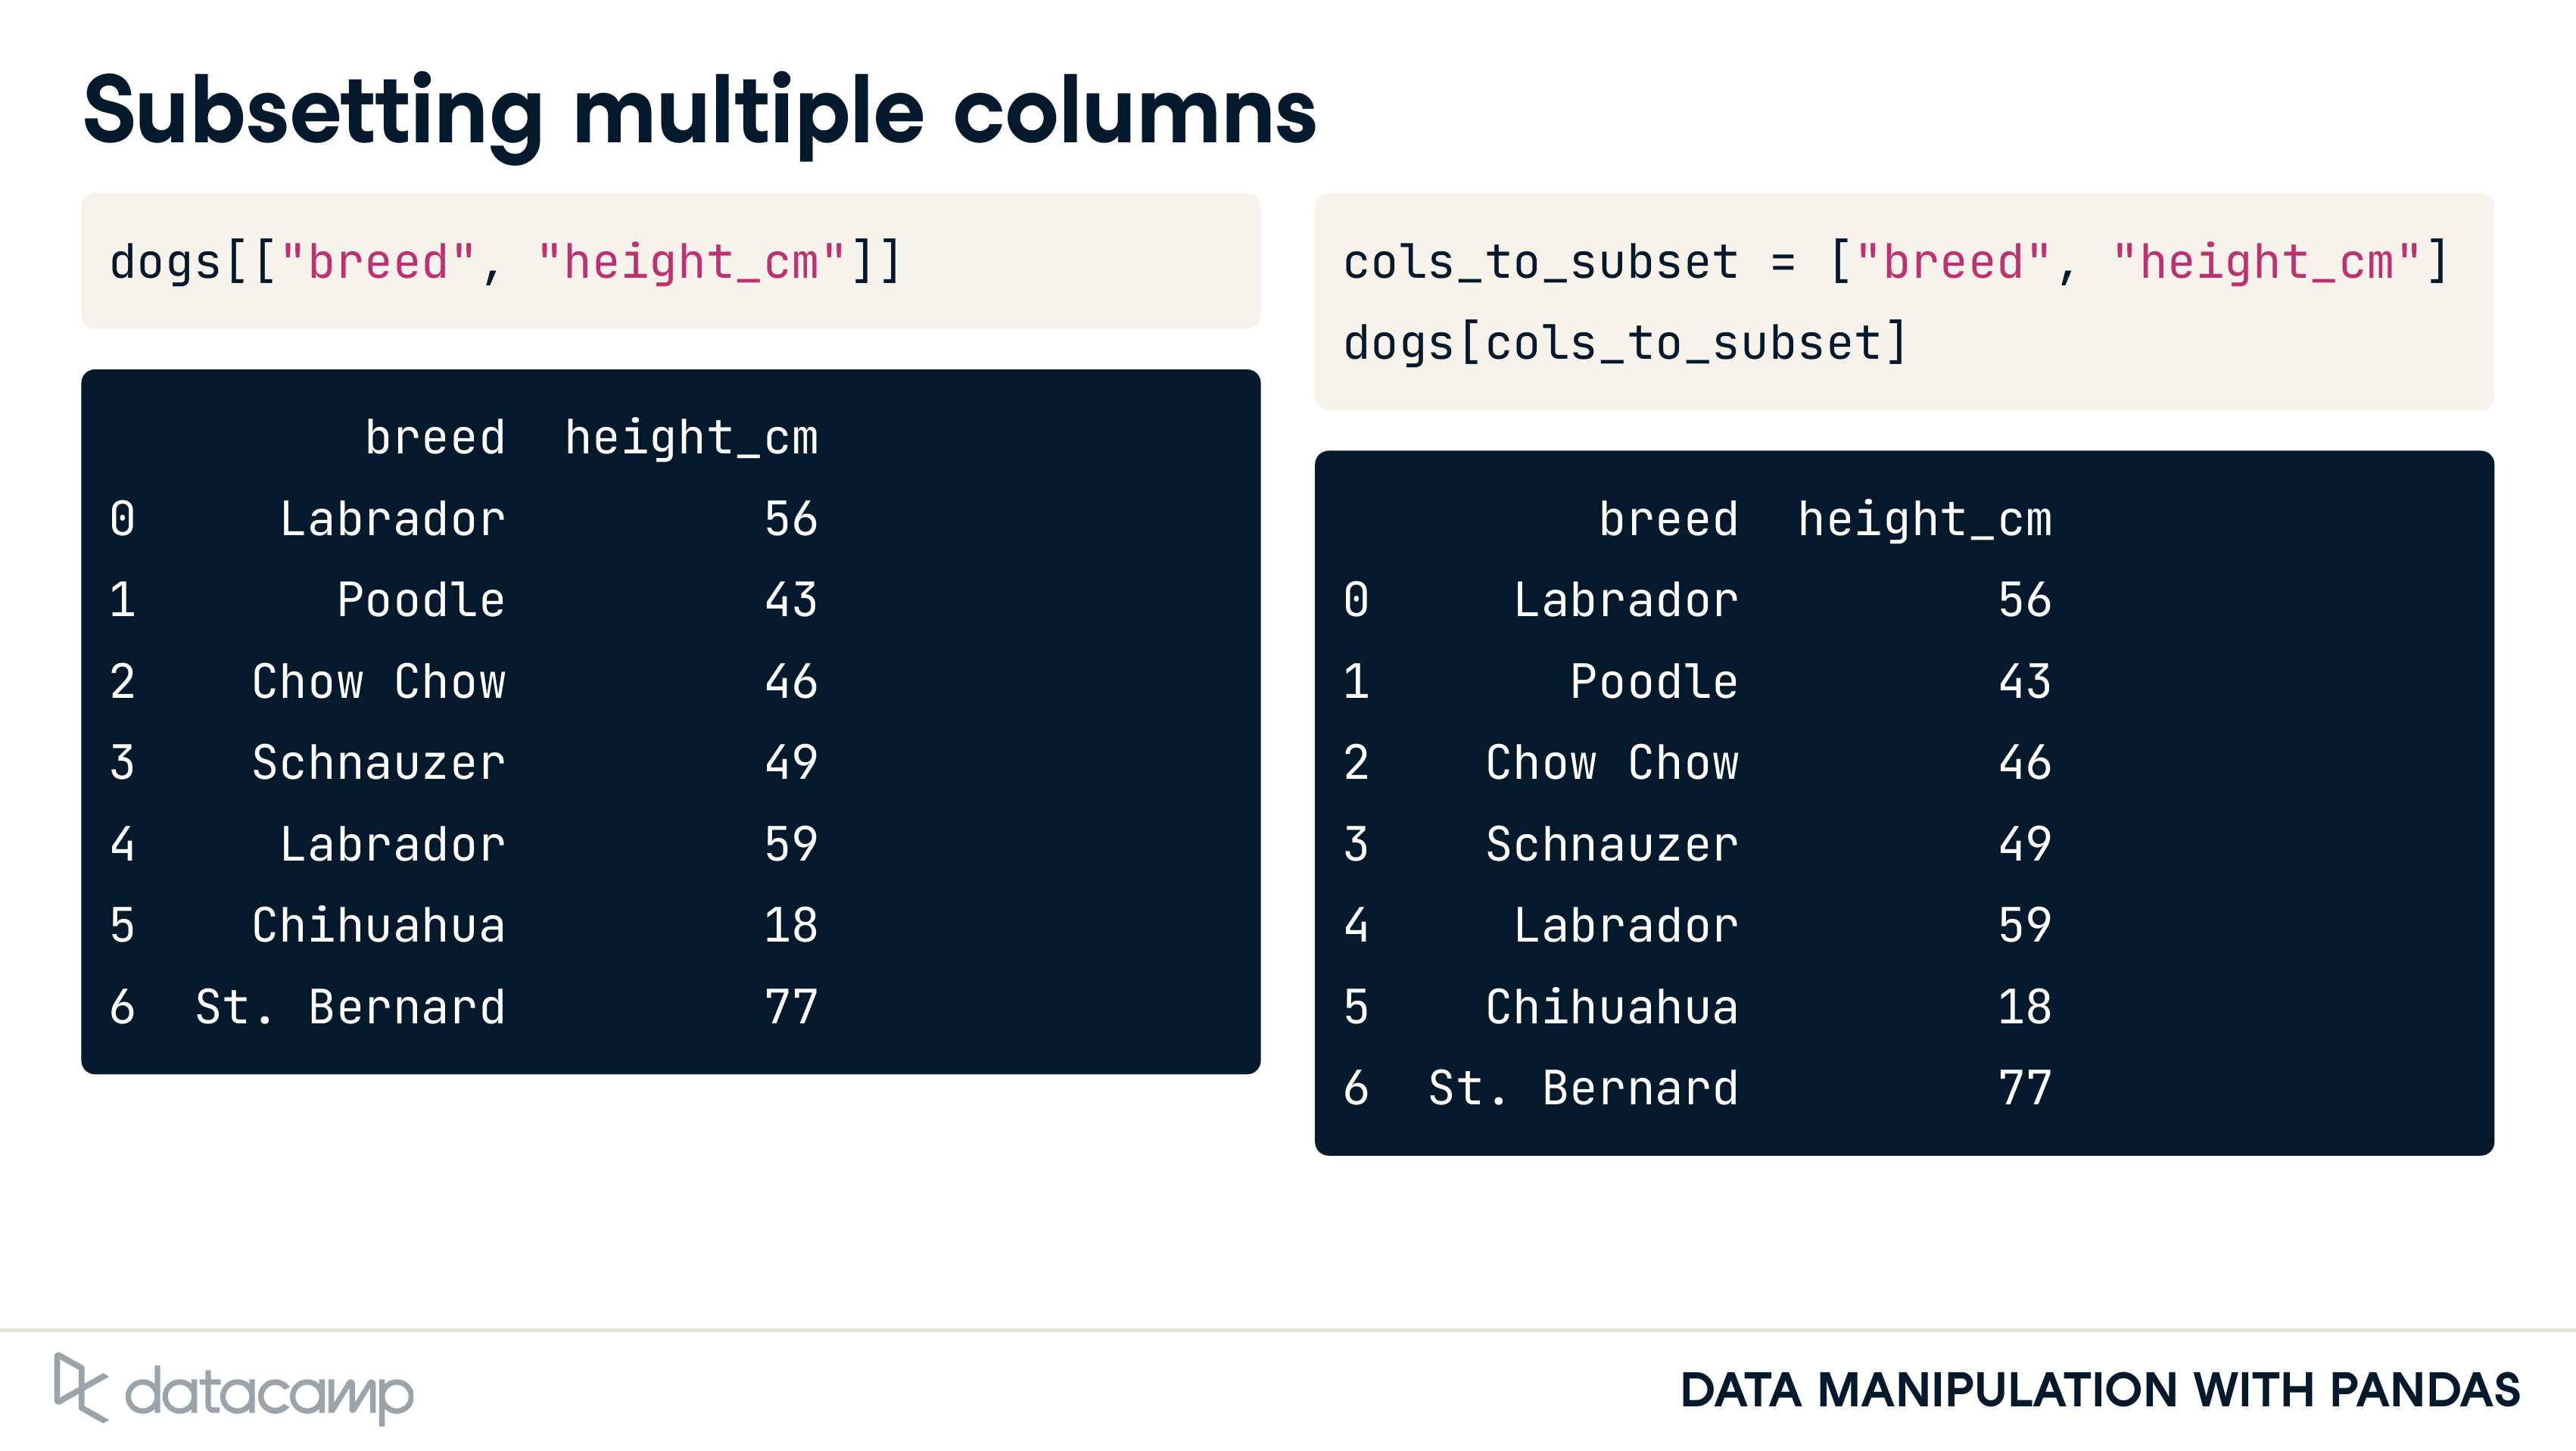 Subsetting multiple columns
dogs[["breed", "height_cm"]]
breed height_cm
0 Labrador 56
1 Poodle 43
2 Chow Chow 46
3 Schnauzer 49
4 Labrador 59
5 Chihuahua 18
6 St. Bernard 77
cols_to_subset = ["breed", "height_cm"]
dogs[cols_to_subset]
breed height_cm
0 Labrador 56
1 Poodle 43
2 Chow Chow 46
3 Schnauzer 49
4 Labrador 59
5 Chihuahua 18
6 St. Bernard 77
datacamp
DATA MANIPULATION WITH PANDAS